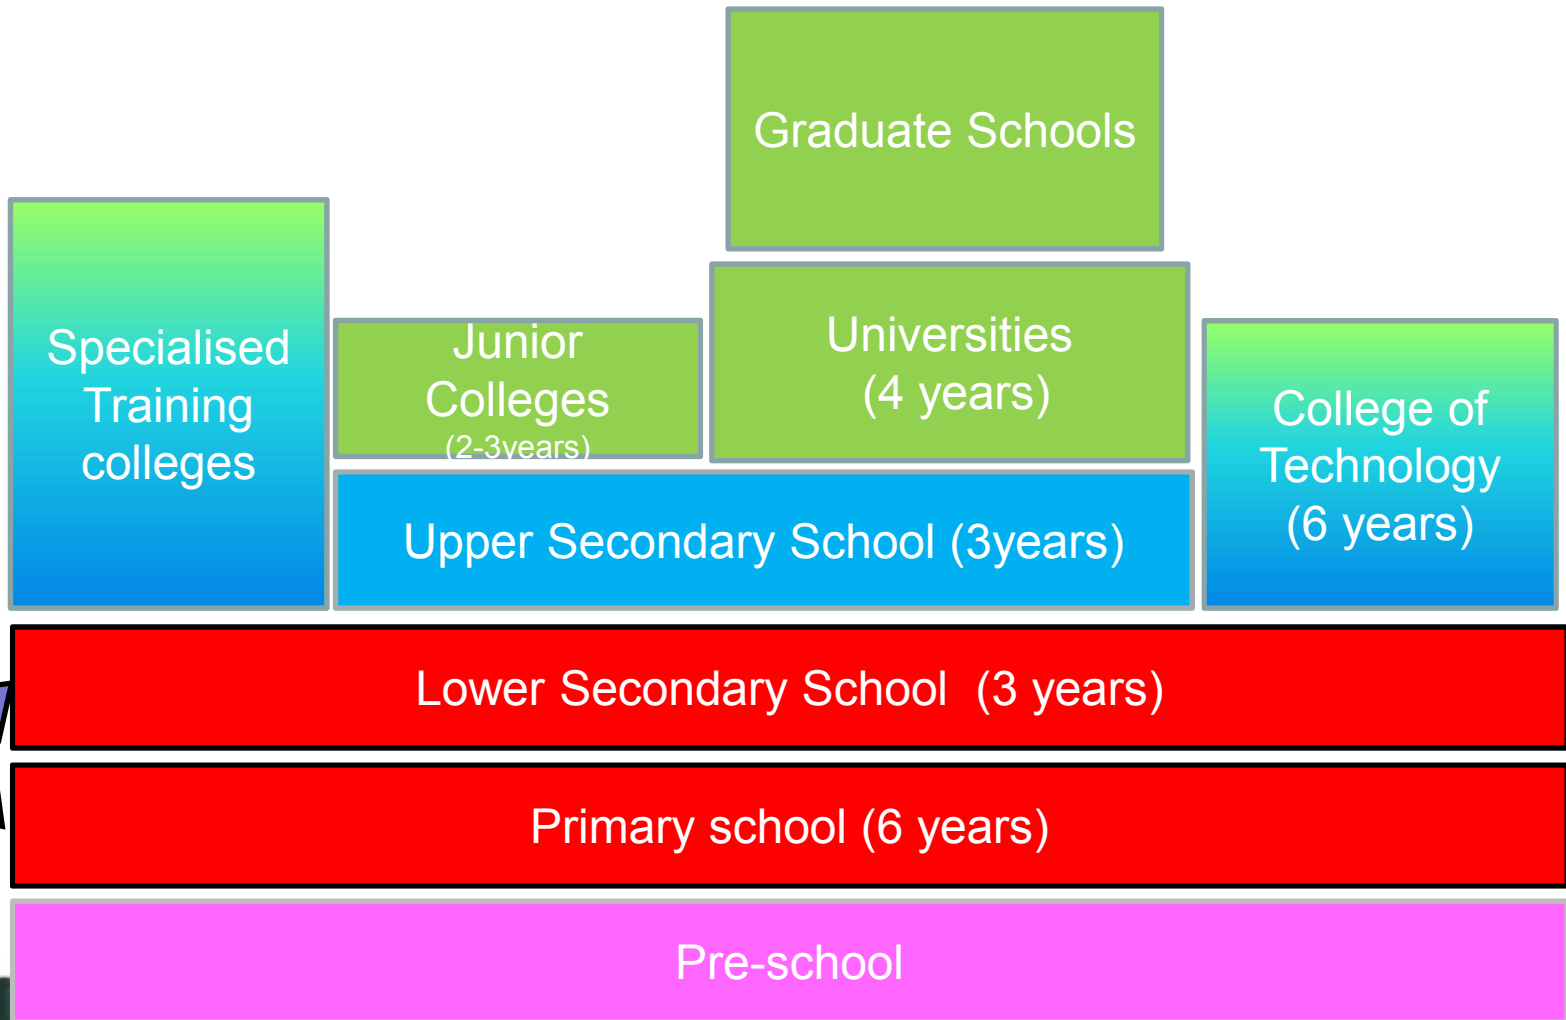 Graduate Schools
Specialised
Training
colleges
Junior
Colleges
(2-3years)
Universities
(4 years)
College of
Technology
(6 years)
Upper Secondary School (3years)
Lower Secondary School  (3 years)
Primary school (6 years)
Pre-school